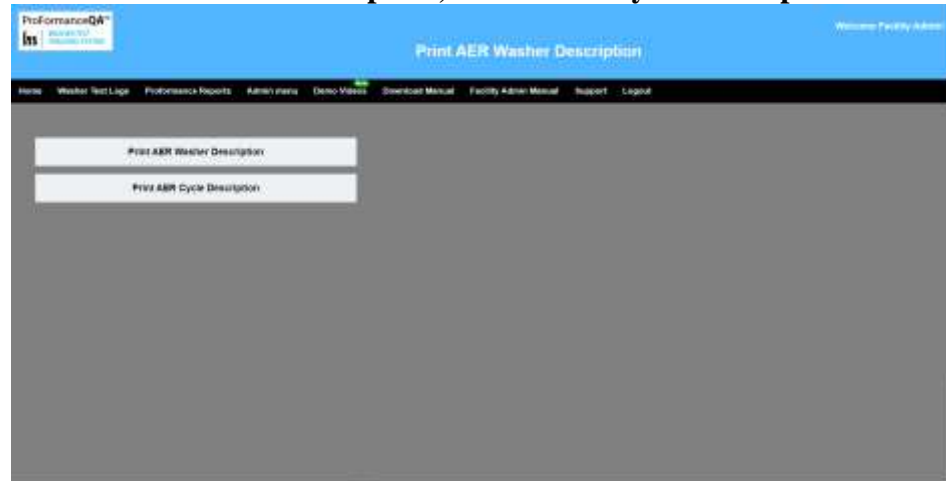 ProFormanceQA™
Welcome Facility Admin
Print AER Washer Description
Home Washer Test Logs Proformance Reports Admin menu Demo Videos Download Manual Facility Admin Manual Support Logout
Print AER Washer Description
Print AER Cycle Description